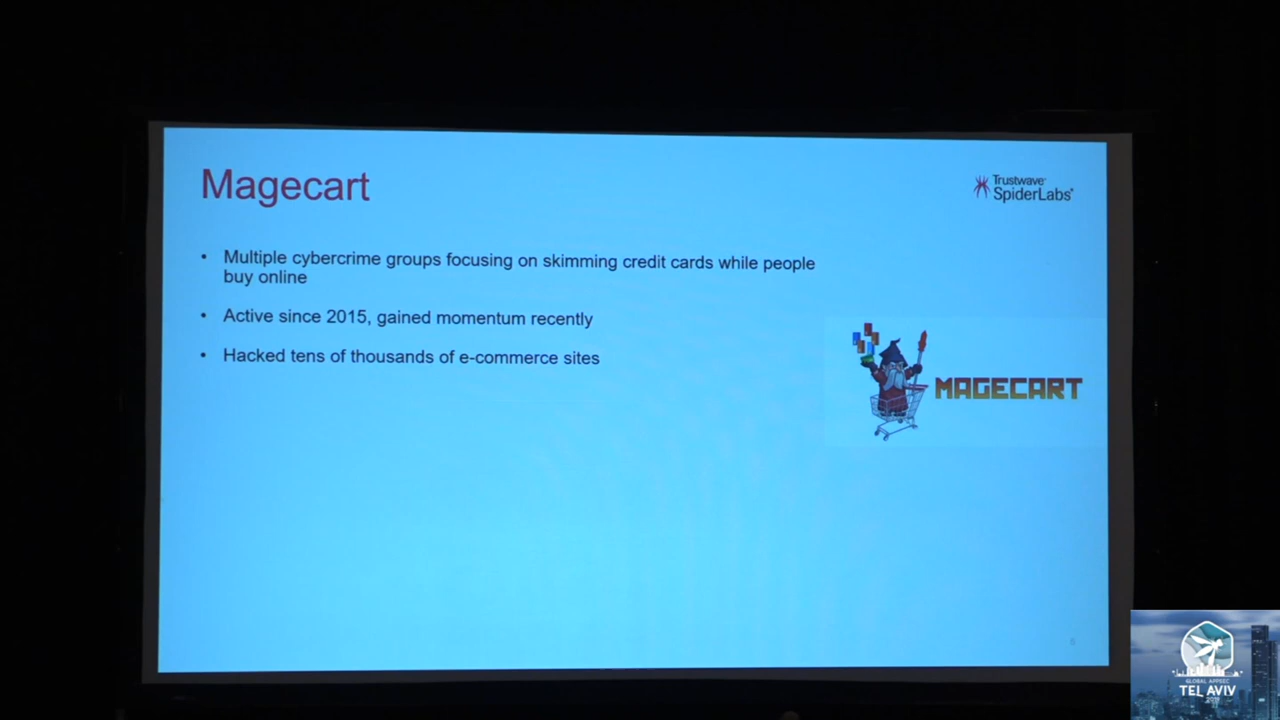 Magecart
Trustwave
SpiderLabs
• Multiple cybercrime groups focusing on skimming credit cards while people
buy online
• Active since 2015, gained momentum recently
• Hacked tens of thousands of e-commerce sites
MAGECART
GLOBAL APPSEC
TEL AVIV